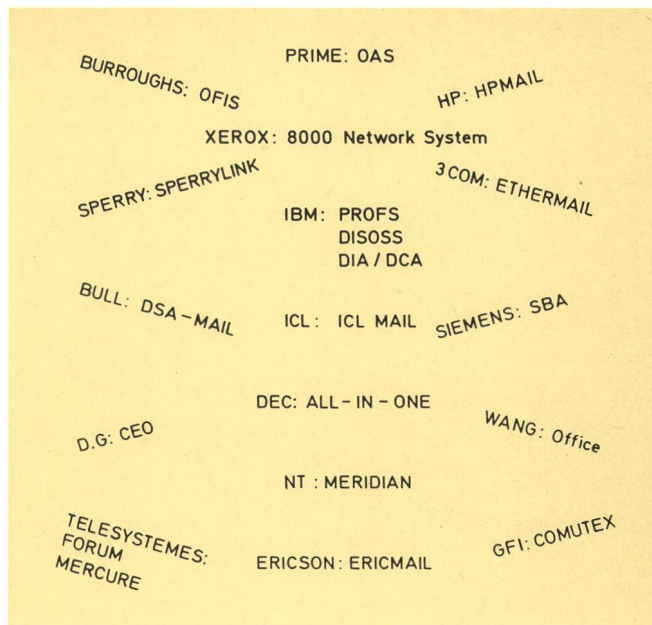 PRIME: OAS
BURROUGHS: OFIS
HP: HPMAIL
XEROX: 8000 Network System
SPERRY: SPERRYLINK
3COM: ETHERMAIL
IBM: PROFS
DISOSS
DIA / DCA
BULL: DSA-MAIL
ICL: ICL MAIL
SIEMENS: SBA
DEC: ALL-IN-ONE
D.G: CEO
WANG: Office
NT : MERIDIAN
TELESYSTEMES:
FORUM
MERCURE
ERICSON: ERICMAIL
GFI: COMUTEX